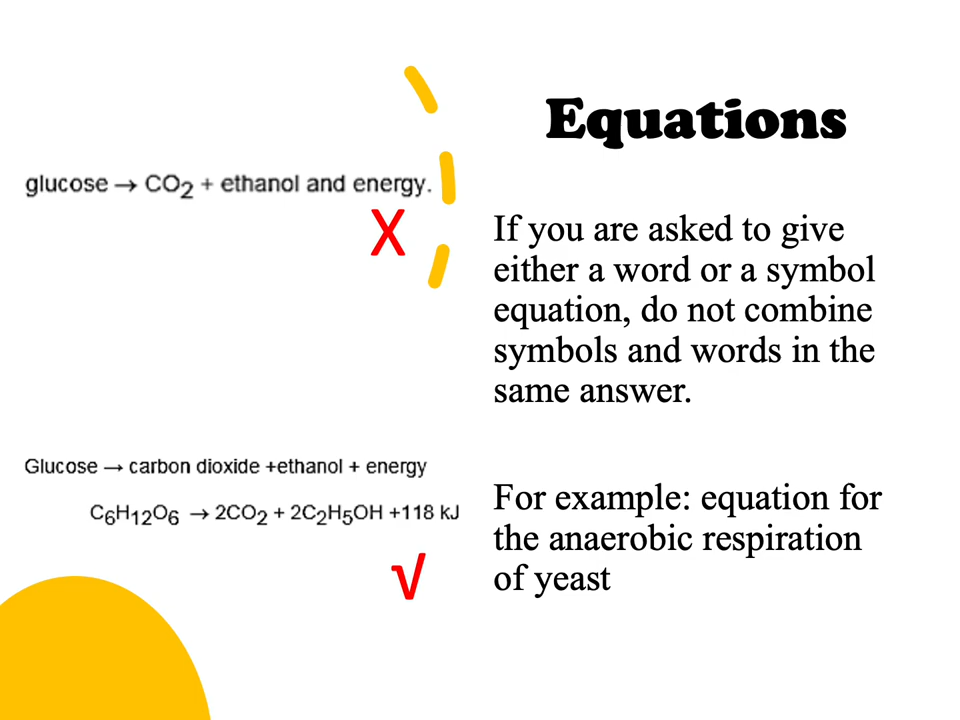 Equations
glucose → CO₂ + ethanol and energy.
X
If you are asked to give
either a word or a symbol
equation, do not combine
symbols and words in the
same answer.
Glucose → carbon dioxide +ethanol + energy
C₆H₁₂O₆ → 2CO₂ + 2C₂H₅OH +118 kJ
√
For example: equation for
the anaerobic respiration
of yeast